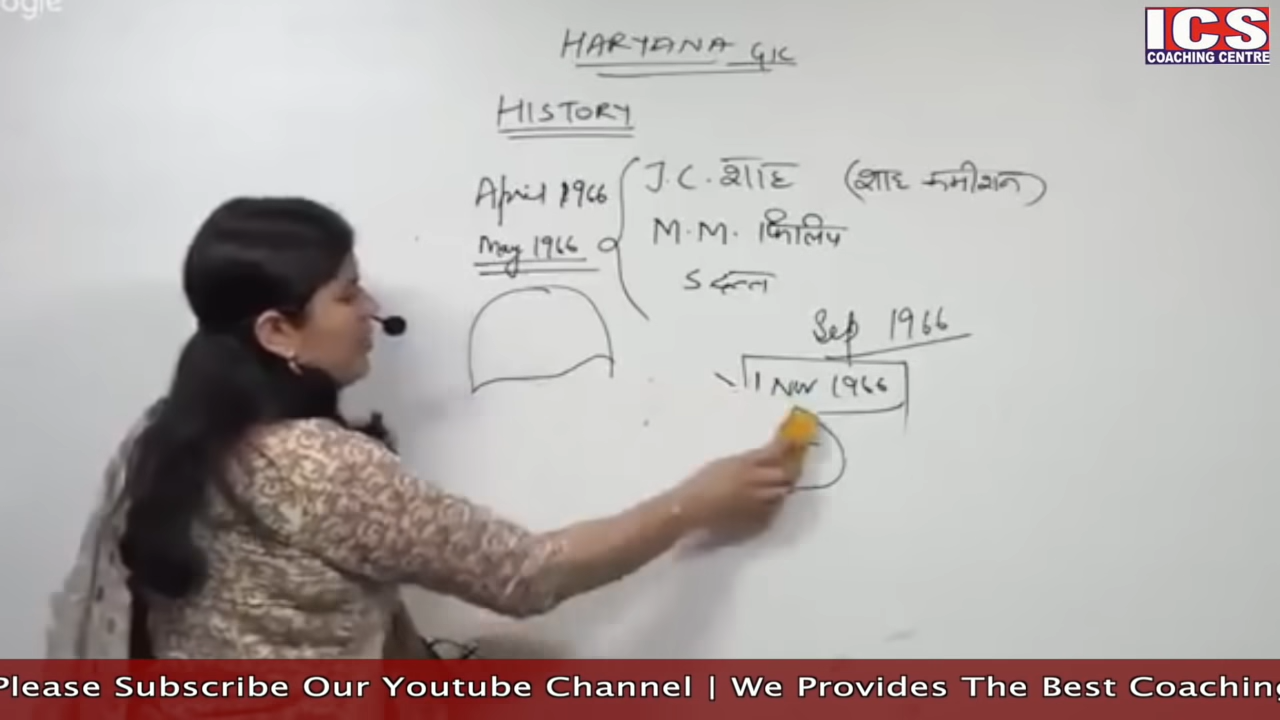 ogle
ICS
COACHING CENTRE
HARYANA GK
HISTORY
April 1966
May 1966
J.C. शाह (शाह कमीशन)
M.M. फिलिप
S दत्त
Sep 1966
1 Nov 1966
Please Subscribe Our Youtube Channel | We Provides The Best Coaching